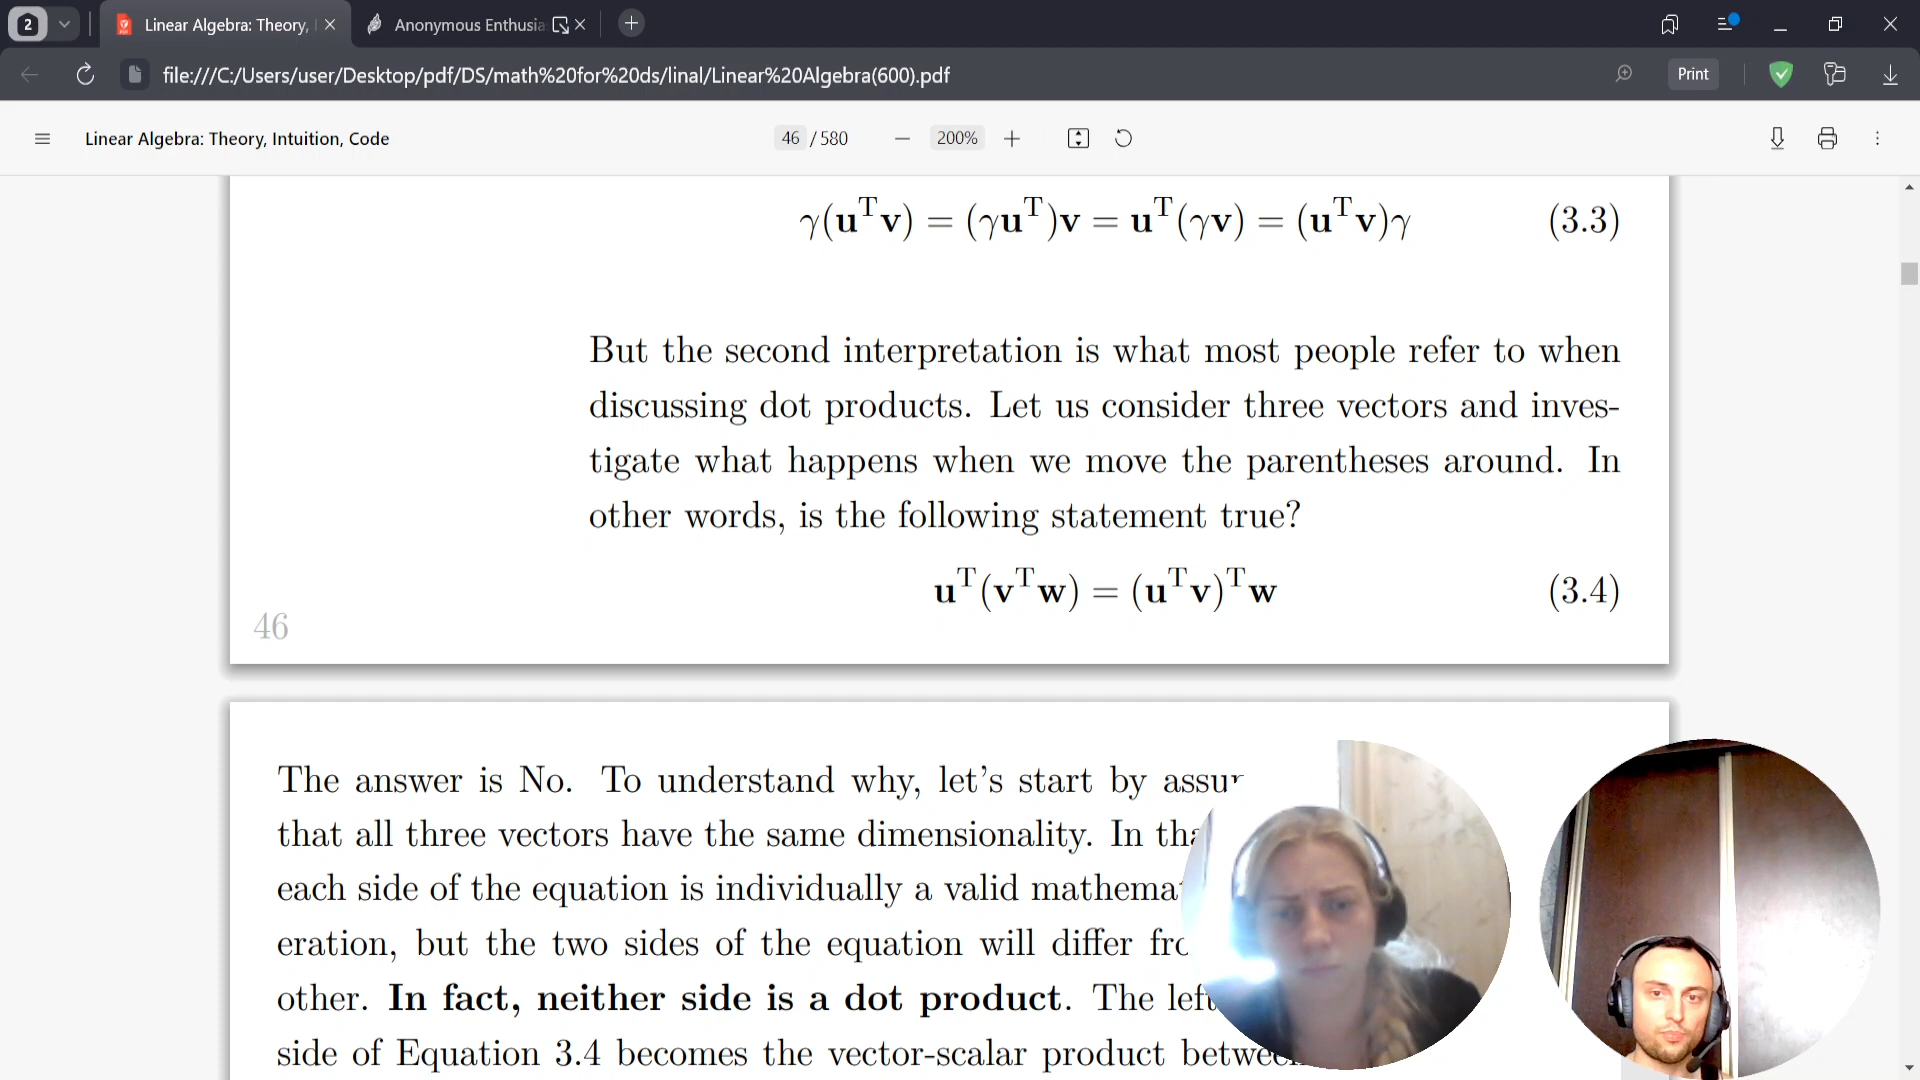 2
Linear Algebra: Theory,
Anonymous Enthusia
file:///C:/Users/user/Desktop/pdf/DS/math%20for%20ds/linal/Linear%20Algebra(600).pdf
Print
Linear Algebra: Theory, Intuition, Code
46 / 580
200%
γ(uᵀv) = (γuᵀ)v = uᵀ(γv) = (uᵀv)γ (3.3)
But the second interpretation is what most people refer to when
discussing dot products. Let us consider three vectors and inves-
tigate what happens when we move the parentheses around. In
other words, is the following statement true?
uᵀ(vᵀw) = (uᵀv)ᵀw (3.4)
46
The answer is No. To understand why, let's start by assu
that all three vectors have the same dimensionality. In tha
each side of the equation is individually a valid mathema
eration, but the two sides of the equation will differ fro
other. In fact, neither side is a dot product. The left
side of Equation 3.4 becomes the vector-scalar product betwee